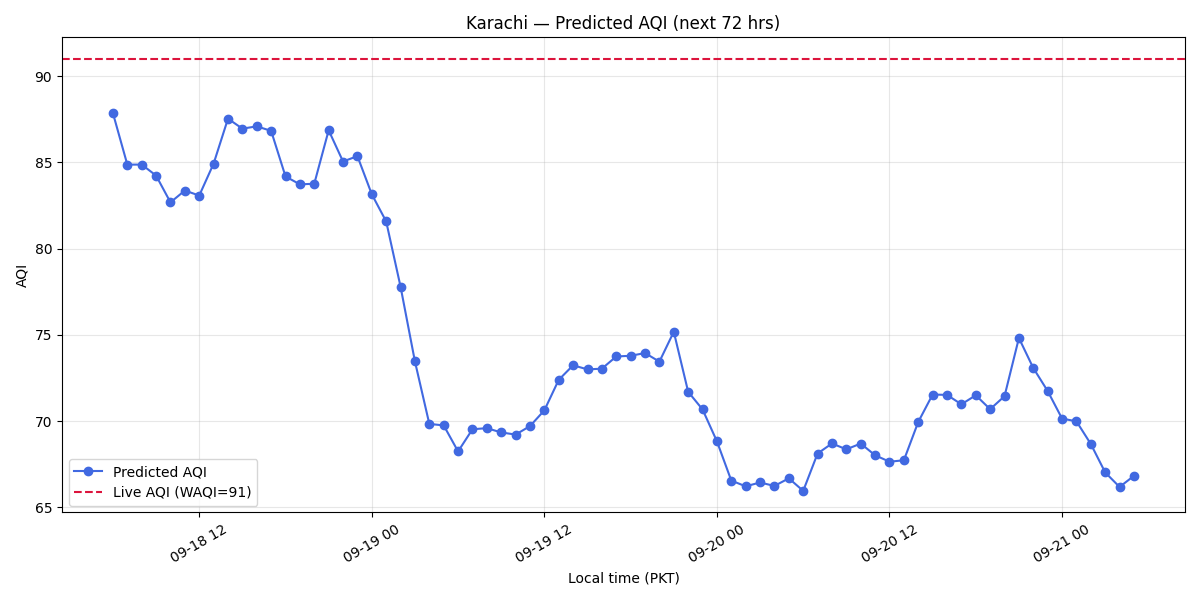 Karachi — Predicted AQI (next 72 hrs)
90
85
80
75
70
65
AQI
Predicted AQI
Live AQI (WAQI=91)
09-18 12
09-19 00
09-19 12
09-20 00
09-20 12
09-21 00
Local time (PKT)